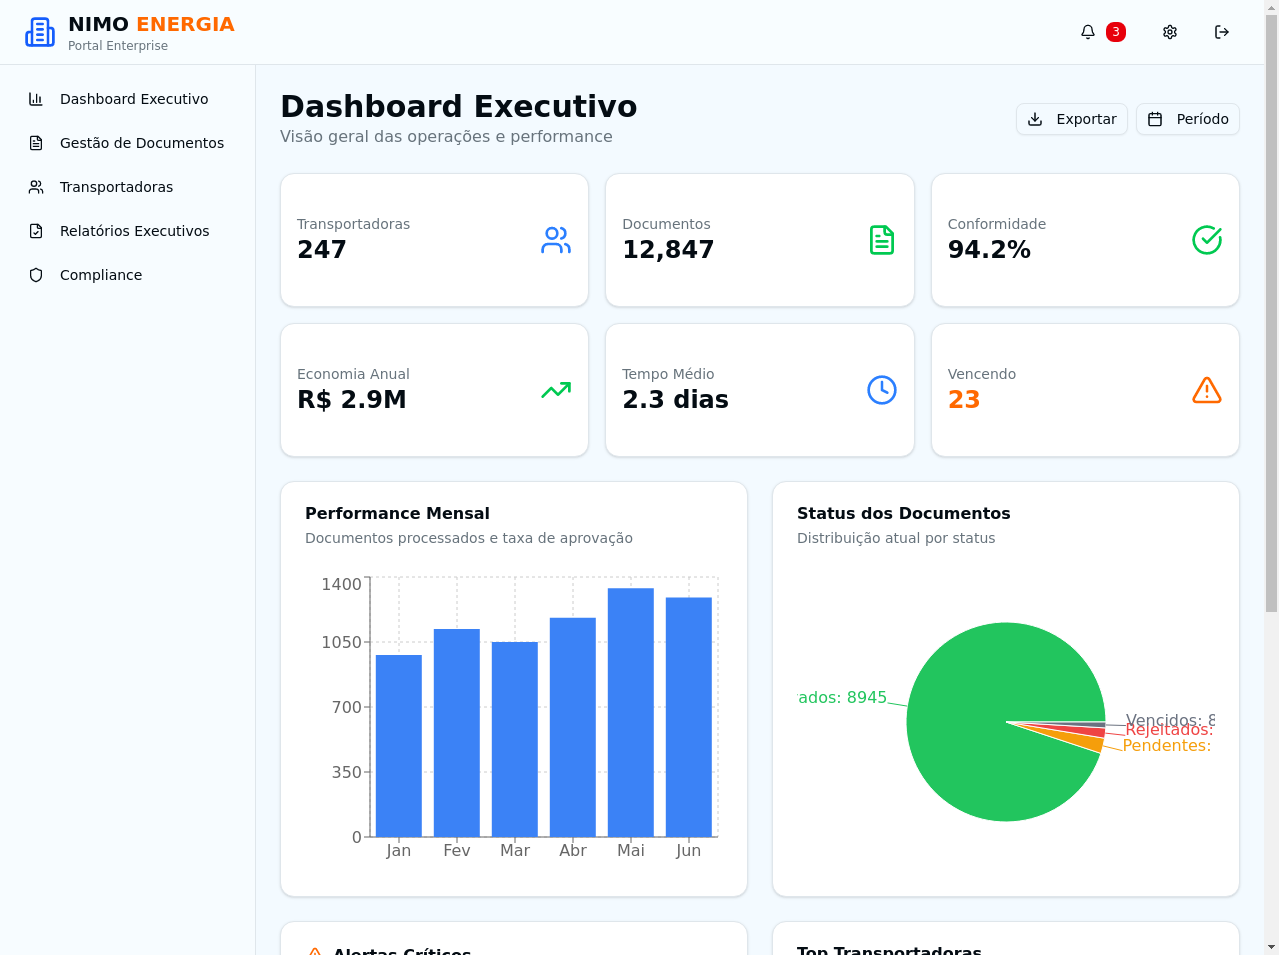 NIMO ENERGIA
Portal Enterprise
3
Dashboard Executivo
Gestão de Documentos
Transportadoras
Relatórios Executivos
Compliance
Dashboard Executivo
Visão geral das operações e performance
Exportar
Período
Transportadoras
247
Documentos
12,847
Conformidade
94.2%
Economia Anual
R$ 2.9M
Tempo Médio
2.3 dias
Vencendo
23
Performance Mensal
Documentos processados e taxa de aprovação
1400
1050
700
350
0
Jan Fev Mar Abr Mai Jun
Status dos Documentos
Distribuição atual por status
ados: 8945
Vencidos: 8
Rejeitados:
Pendentes:
Alertas Críticos
Top Transportadoras